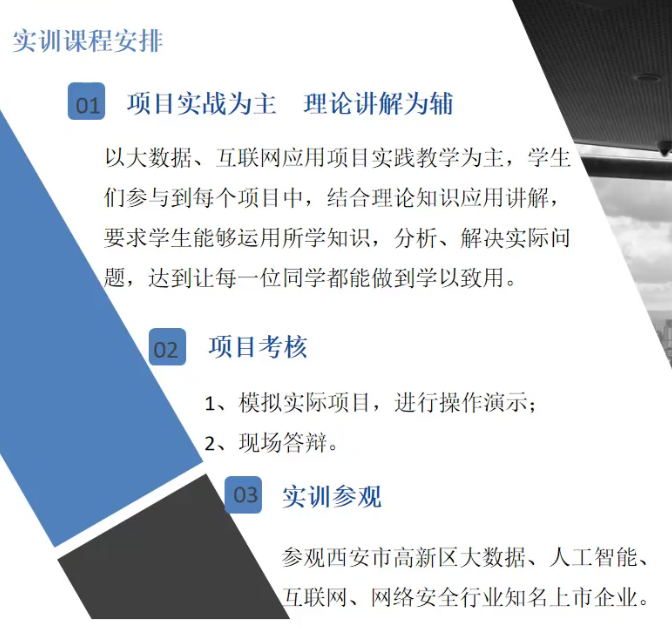 实训课程安排
01 项目实战为主 理论讲解为辅
以大数据、互联网应用项目实践教学为主，学生
们参与到每个项目中，结合理论知识应用讲解，
要求学生能够运用所学知识，分析、解决实际问
题，达到让每一位同学都能做到学以致用。
02 项目考核
1、模拟实际项目，进行操作演示；
2、现场答辩。
03 实训参观
参观西安市高新区大数据、人工智能、
互联网、网络安全行业知名上市企业。